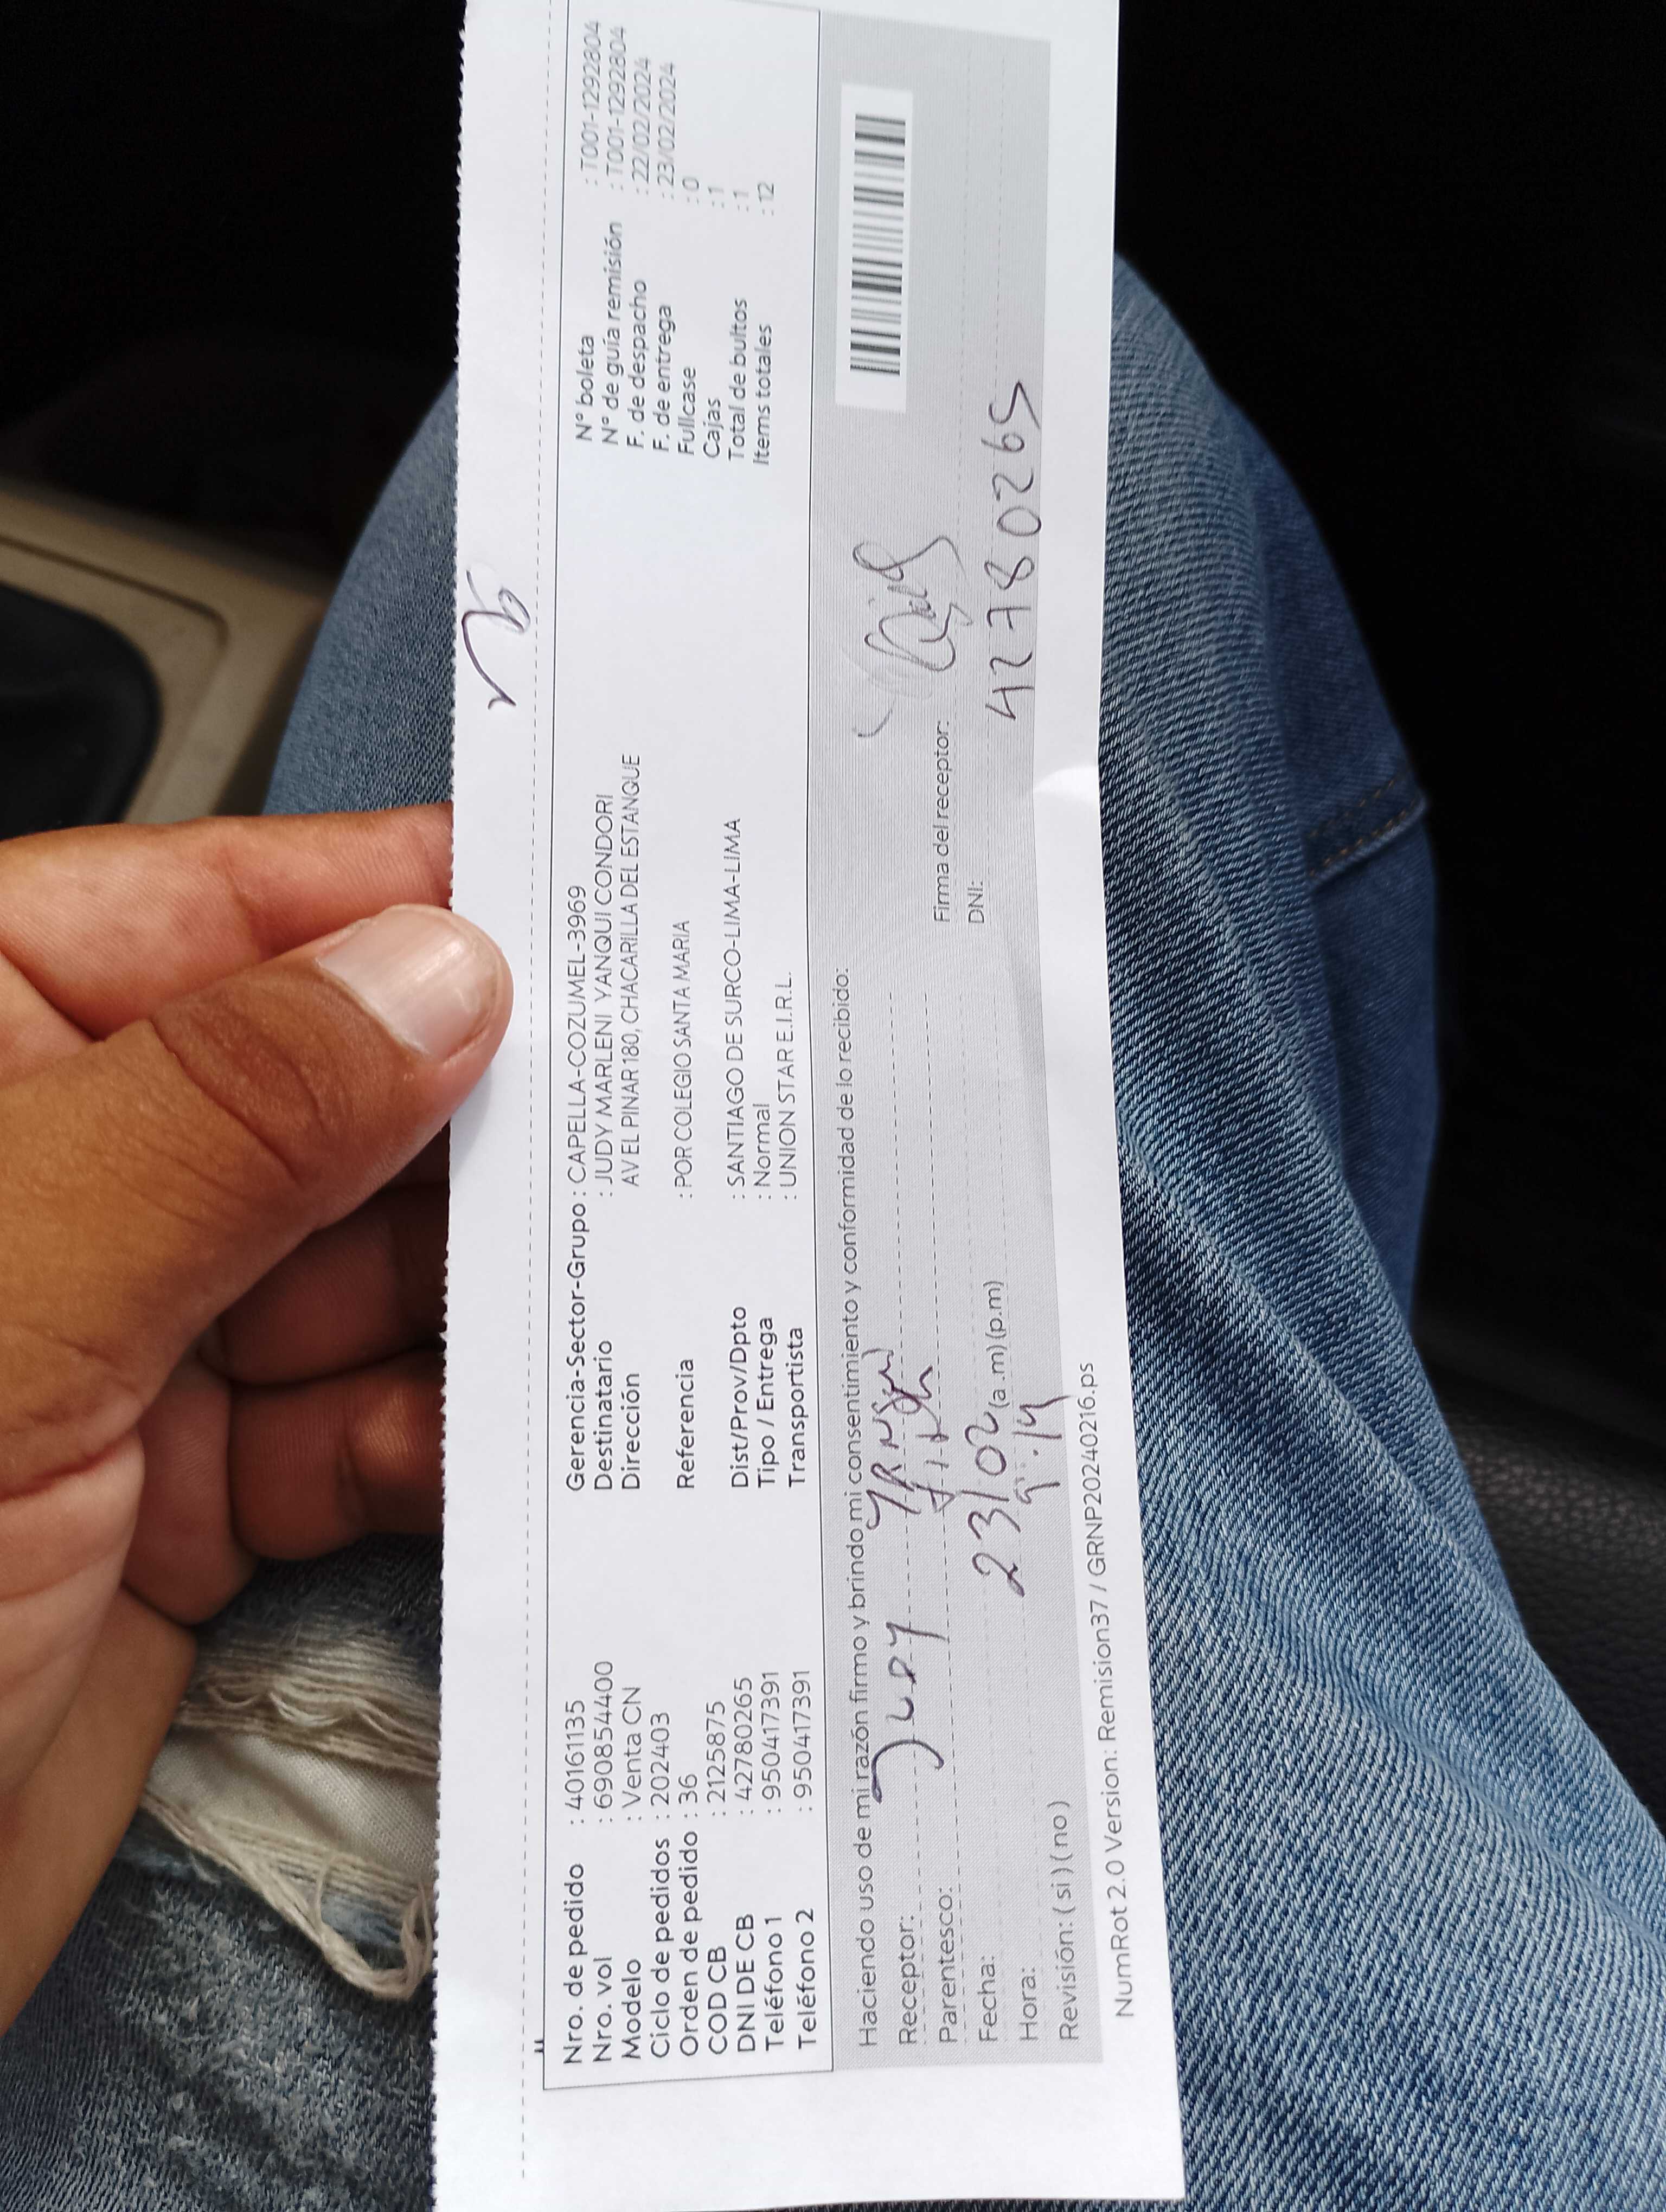 Nro. de pedido : 40161135
Nro. vol : 6908544400
Modelo : Venta CN
Ciclo de pedidos : 202403
Orden de pedido : 36
COD CB : 2125875
DNI DE CB : 42780265
Teléfono 1 : 950417391
Teléfono 2 : 950417391
Gerencia-Sector-Grupo : CAPELLA-COZUMEL-3969
Destinatario : JUDY MARLENI YANQUI CONDORI
Dirección AV EL PINAR 180, CHACARILLA DEL ESTANQUE
Referencia : POR COLEGIO SANTA MARIA
Dist/Prov/Dpto : SANTIAGO DE SURCO-LIMA-LIMA
Tipo / Entrega : Normal
Transportista : UNION STAR E.I.R.L.
N° boleta : T001-1292804
N° de guía remisión : T001-1292804
F. de despacho : 22/02/2024
F. de entrega : 23/02/2024
Fullcase : 0
Cajas : 1
Total de bultos : 1
Items totales : 12
Haciendo uso de mi razón firmo y brindo mi consentimiento y conformidad de lo recibido:
Receptor: Judy
Parentesco:
Fecha: 23/02
Hora: 9:14 (a.m) (p.m)
Revisión: ( si ) ( no )
Firma del receptor:
DNI: 42780265
NumRot 2.0 Version: Remision37 / GRNP20240216.ps